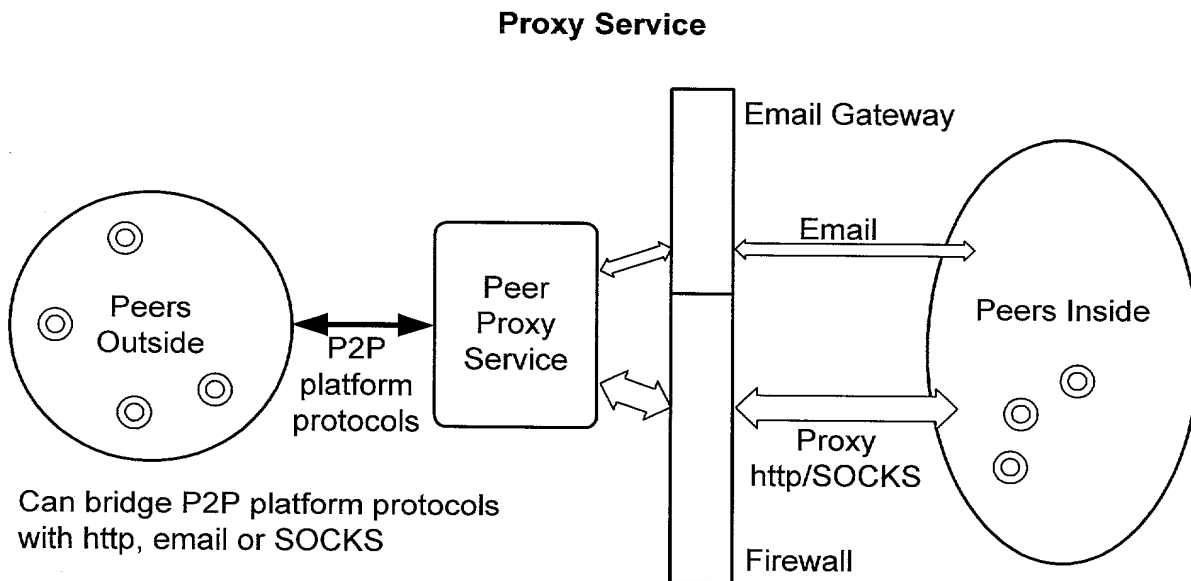 Proxy Service
Email Gateway
Email
Peers
Outside
Peer
Proxy
Service
Peers Inside
P2P
platform
protocols
Proxy
http/SOCKS
Can bridge P2P platform protocols
with http, email or SOCKS
Firewall